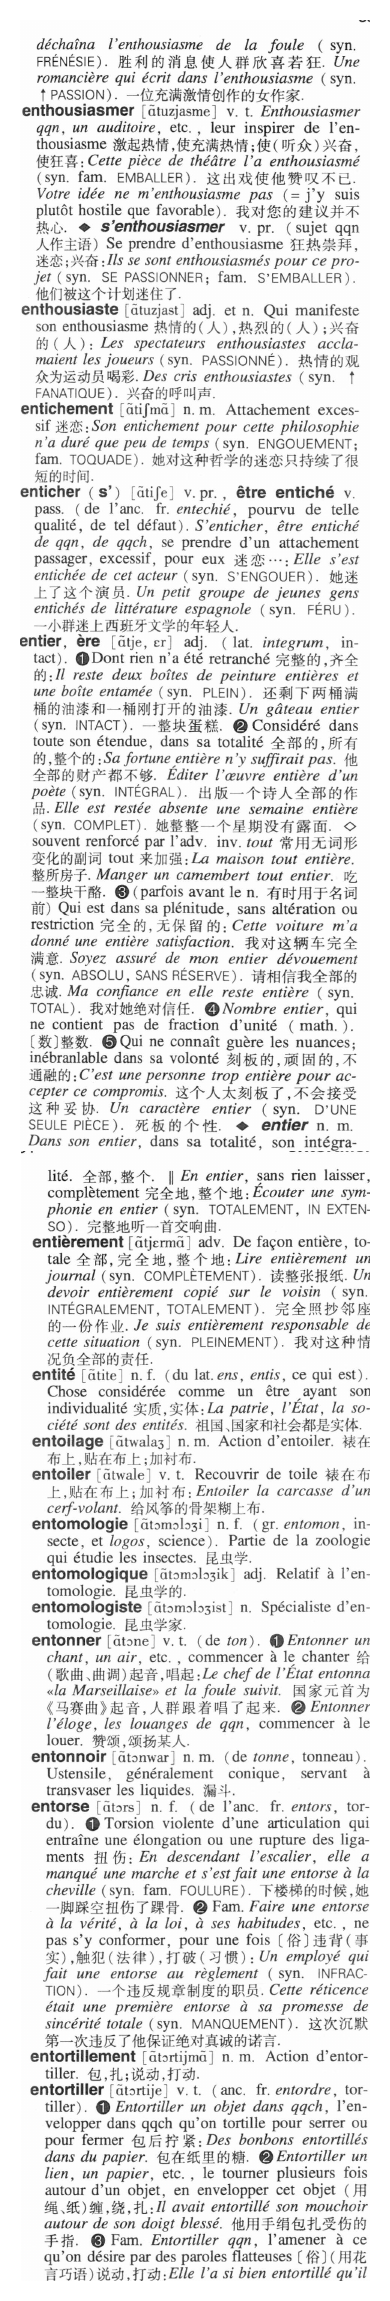 déchaîna l'enthousiasme de la foule ( syn.
FRÉNÉSIE) . 胜利的消息使人群欣喜若狂. Une
romancière qui écrit dans l'enthousiasme ( syn.
↑ PASSION) . 一位充满激情创作的女作家.
enthousiasmer [ɑ̃tuzjasme] v. t. Enthousiasmer
qqn, un auditoire, etc. , leur inspirer de l'en-
thousiasme 激起热情,使充满热情;使(听众)兴奋,
使狂喜: Cette pièce de théâtre l'a enthousiasmé
( syn. fam. EMBALLER) . 这出戏使他赞叹不已.
Votre idée ne m'enthousiasme pas ( = j'y suis
plutôt hostile que favorable) . 我对您的建议并不
热心. ◆ s'enthousiasmer v. pr. ( sujet qqn
人作主语) Se prendre d'enthousiasme 狂热崇拜,
迷恋;兴奋: Ils se sont enthousiasmés pour ce pro-
jet ( syn. SE PASSIONNER; fam. S'EMBALLER) .
他们被这个计划迷住了.
enthousiaste [ɑ̃tuzjast] adj. et n. Qui manifeste
son enthousiasme 热情的(人),热烈的(人);兴奋
的(人): Les spectateurs enthousiastes accla-
maient les joueurs ( syn. PASSIONNÉ) . 热情的观
众为运动员喝彩. Des cris enthousiastes ( syn. ↑
FANATIQUE) . 兴奋的呼叫声.
entichement [ɑ̃tiʃmɑ̃] n. m. Attachement exces-
sif 迷恋: Son entichement pour cette philosophie
n'a duré que peu de temps ( syn. ENGOUEMENT;
fam. TOQUADE) . 她对这种哲学的迷恋只持续了很
短的时间.
enticher ( s') [ɑ̃tiʃe] v. pr. , être entiché v.
pass. ( de l'anc. fr. entechié, pourvu de telle
qualité, de tel défaut) . S'enticher, être entiché
de qqn, de qqch, se prendre d'un attachement
passager, excessif, pour eux 迷恋…: Elle s'est
entichée de cet acteur ( syn. S'ENGOUER) . 她迷
上了这个演员. Un petit groupe de jeunes gens
entichés de littérature espagnole ( syn. FÉRU) .
一小群迷上西班牙文学的年轻人.
entier, ère [ɑ̃tje, ɛr] adj. ( lat. integrum, in-
tact) . ❶ Dont rien n'a été retranché 完整的,齐全
的: Il reste deux boîtes de peinture entières et
une boîte entamée ( syn. PLEIN) . 还剩下两桶满
桶的油漆和一桶刚打开的油漆. Un gâteau entier
( syn. INTACT) . 一整块蛋糕. ❷ Considéré dans
toute son étendue, dans sa totalité 全部的,所有
的,整个的: Sa fortune entière n'y suffirait pas. 他
全部的财产都不够. Éditer l'œuvre entière d'un
poète ( syn. INTÉGRAL) . 出版一个诗人全部的作
品. Elle est restée absente une semaine entière
( syn. COMPLET) . 她整整一个星期没有露面. ◇
souvent renforcé par l'adv. inv. tout 常用无词形
变化的副词 tout 来加强: La maison tout entière.
整所房子. Manger un camembert tout entier. 吃
一整块干酪. ❸ (parfois avant le n. 有时用于名词
前) Qui est dans sa plénitude, sans altération ou
restriction 完全的,无保留的: Cette voiture m'a
donné une entière satisfaction. 我对这辆车完全
满意. Soyez assuré de mon entier dévouement
( syn. ABSOLU, SANS RÉSERVE) . 请相信我全部的
忠诚. Ma confiance en elle reste entière ( syn.
TOTAL) . 我对她绝对信任. ❹ Nombre entier, qui
ne contient pas de fraction d'unité ( math. ) .
[数]整数. ❺ Qui ne connaît guère les nuances;
inébranlable dans sa volonté 刻板的,顽固的,不
通融的: C'est une personne trop entière pour ac-
cepter ce compromis. 这个人太刻板了,不会接受
这种妥协. Un caractère entier ( syn. D'UNE
SEULE PIÈCE) . 死板的个性. ◆ entier n. m.
Dans son entier, dans sa totalité, son intégra-
lité. 全部,整个. ‖ En entier, sans rien laisser,
complètement 完全地,整个地: Écouter une sym-
phonie en entier ( syn. TOTALEMENT, IN EXTEN-
SO) . 完整地听一首交响曲.
entièrement [ɑ̃tjɛrmɑ̃] adv. De façon entière, to-
tale 全部,完全地,整个地: Lire entièrement un
journal ( syn. COMPLÈTEMENT) . 读整张报纸. Un
devoir entièrement copié sur le voisin ( syn.
INTÉGRALEMENT, TOTALEMENT) . 完全照抄邻座
的一份作业. Je suis entièrement responsable de
cette situation ( syn. PLEINEMENT) . 我对这种情
况负全部的责任.
entité [ɑ̃tite] n. f. ( du lat. ens, entis, ce qui est) .
Chose considérée comme un être ayant son
individualité 实质,实体: La patrie, l'État, la so-
ciété sont des entités. 祖国、国家和社会都是实体.
entoilage [ɑ̃twalaʒ] n. m. Action d'entoiler. 裱在
布上,贴在布上;加衬布.
entoiler [ɑ̃twale] v. t. Recouvrir de toile 裱在布
上,贴在布上;加衬布: Entoiler la carcasse d'un
cerf-volant. 给风筝的骨架糊上布.
entomologie [ɑ̃tɔmɔlɔʒi] n. f. ( gr. entomon, in-
secte, et logos, science) . Partie de la zoologie
qui étudie les insectes. 昆虫学.
entomologique [ɑ̃tɔmɔlɔʒik] adj. Relatif à l'en-
tomologie. 昆虫学的.
entomologiste [ɑ̃tɔmɔlɔʒist] n. Spécialiste d'en-
tomologie. 昆虫学家.
entonner [ɑ̃tɔne] v. t. ( de ton) . ❶ Entonner un
chant, un air, etc. , commencer à le chanter 给
(歌曲、曲调)起音,唱起: Le chef de l'État entonna
«la Marseillaise» et la foule suivit. 国家元首为
《马赛曲》起音,人群跟着唱了起来. ❷ Entonner
l'éloge, les louanges de qqn, commencer à le
louer. 赞颂,颂扬某人.
entonnoir [ɑ̃tɔnwar] n. m. ( de tonne, tonneau) .
Ustensile, généralement conique, servant à
transvaser les liquides. 漏斗.
entorse [ɑ̃tɔrs] n. f. ( de l'anc. fr. entors, tor-
du) . ❶ Torsion violente d'une articulation qui
entraîne une élongation ou une rupture des liga-
ments 扭伤: En descendant l'escalier, elle a
manqué une marche et s'est fait une entorse à la
cheville ( syn. fam. FOULURE) . 下楼梯的时候,她
一脚踩空扭伤了踝骨. ❷ Fam. Faire une entorse
à la vérité, à la loi, à ses habitudes, etc. , ne
pas s'y conformer, pour une fois [俗]违背(事
实),触犯(法律),打破(习惯): Un employé qui
fait une entorse au règlement ( syn. INFRAC-
TION) . 一个违反规章制度的职员. Cette réticence
était une première entorse à sa promesse de
sincérité totale ( syn. MANQUEMENT) . 这次沉默
第一次违反了他保证绝对真诚的诺言.
entortillement [ɑ̃tɔrtijmɑ̃] n. m. Action d'entor-
tiller. 包,扎;说动,打动.
entortiller [ɑ̃tɔrtije] v. t. ( anc. fr. entordre, tor-
tiller) . ❶ Entortiller un objet dans qqch, l'en-
velopper dans qqch qu'on tortille pour serrer ou
pour fermer 包后拧紧: Des bonbons entortillés
dans du papier. 包在纸里的糖. ❷ Entortiller un
lien, un papier, etc. , le tourner plusieurs fois
autour d'un objet, en envelopper cet objet (用
绳、纸)缠,绕,扎: Il avait entortillé son mouchoir
autour de son doigt blessé. 他用手绢包扎受伤的
手指. ❸ Fam. Entortiller qqn, l'amener à ce
qu'on désire par des paroles flatteuses [俗](用花
言巧语)说动,打动: Elle l'a si bien entortillé qu'il